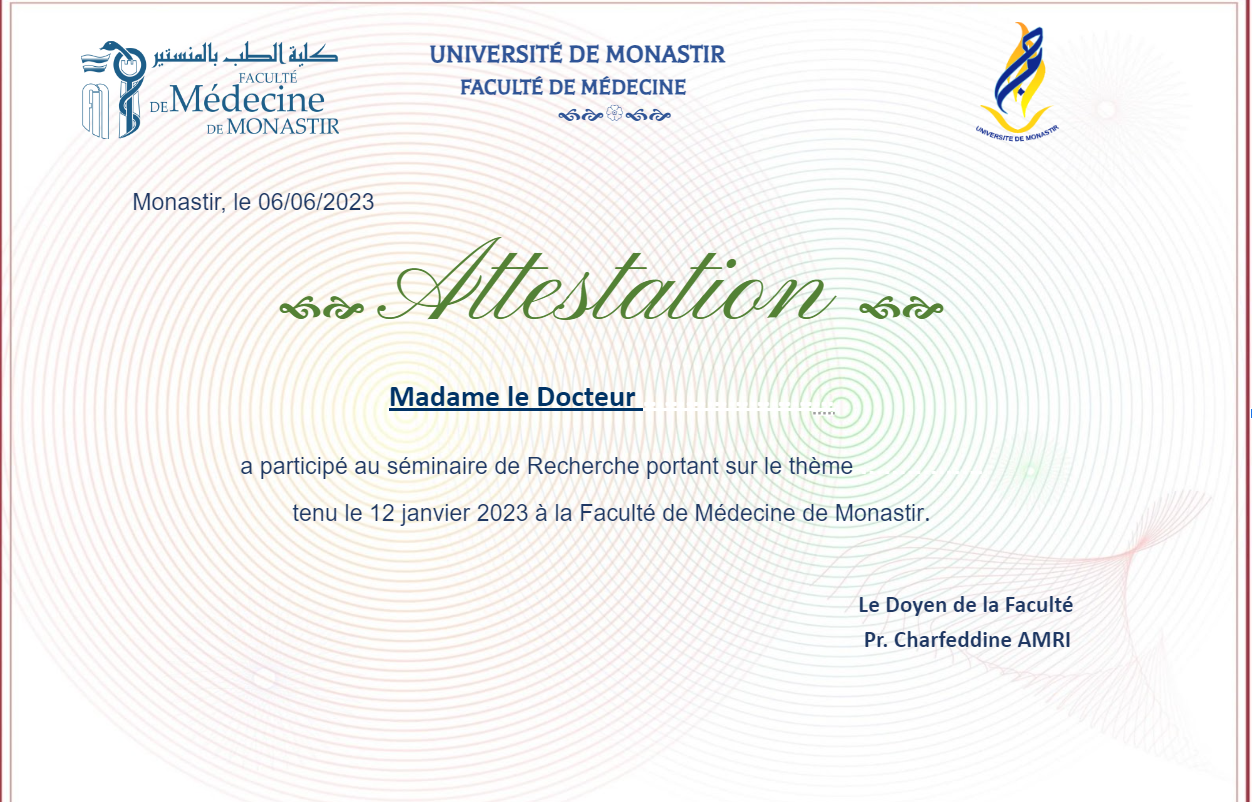 كلية الطب بالمنستير
FACULTÉ
DE Médecine
DE MONASTIR
UNIVERSITÉ DE MONASTIR
FACULTÉ DE MÉDECINE
UNIVERSITE DE MONASTIR
Monastir, le 06/06/2023
Attestation
Madame le Docteur
a participé au séminaire de Recherche portant sur le thème
tenu le 12 janvier 2023 à la Faculté de Médecine de Monastir.
Le Doyen de la Faculté
Pr. Charfeddine AMRI